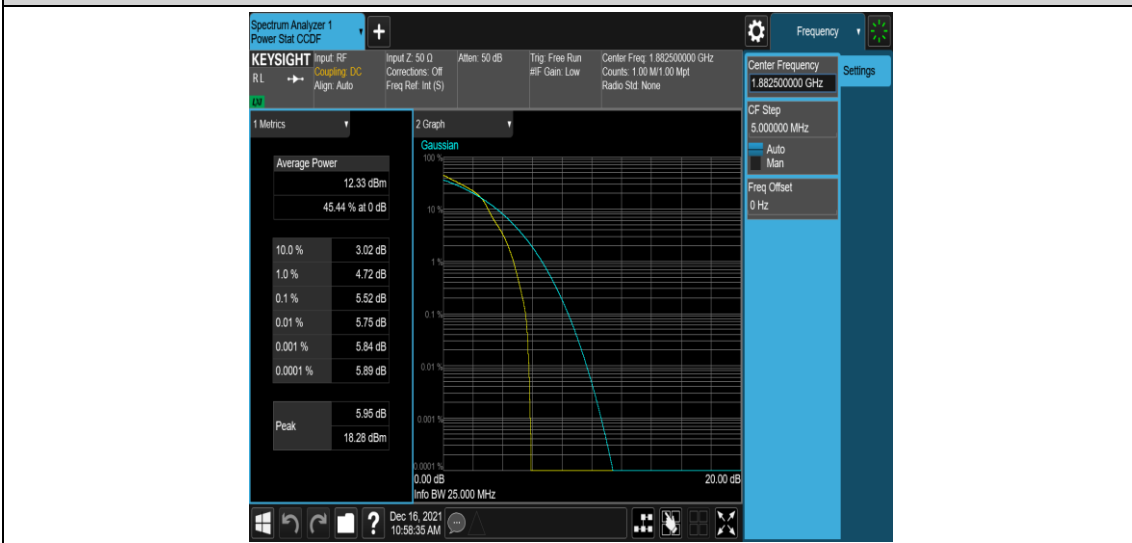 Spectrum Analyzer 1
Power Stat CCDF
+
Frequency
KEYSIGHT
RL
LXI
Input: RF
Coupling: DC
Align: Auto
Input Z: 50 Ω
Corrections: Off
Freq Ref: Int (S)
Atten: 50 dB
Trig: Free Run
#IF Gain: Low
Center Freq: 1.882500000 GHz
Counts: 1.00 M/1.00 Mpt
Radio Std: None
Center Frequency
1.882500000 GHz
Settings
CF Step
5.000000 MHz
Auto
Man
Freq Offset
0 Hz
1 Metrics
Average Power
12.33 dBm
45.44 % at 0 dB
10.0 % 3.02 dB
1.0 % 4.72 dB
0.1 % 5.52 dB
0.01 % 5.75 dB
0.001 % 5.84 dB
0.0001 % 5.89 dB
Peak
5.95 dB
18.28 dBm
2 Graph
Gaussian
100 %
10 %
1 %
0.1 %
0.01 %
0.001 %
0.0001 %
0.00 dB 20.00 dB
Info BW 25.000 MHz
?
Dec 16, 2021
10:58:35 AM